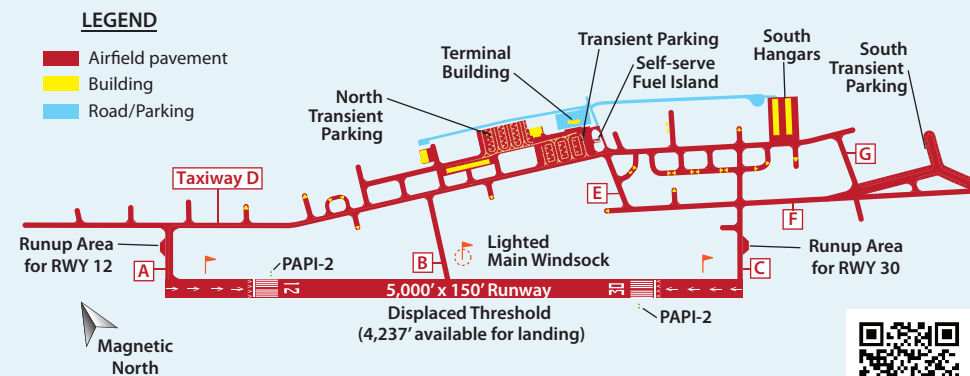 LEGEND
Airfield pavement
Building
Road/Parking
North
Transient
Parking
Terminal
Building
Transient Parking
Self-serve
Fuel Island
South
Hangars
South
Transient
Parking
Taxiway D
G
E
F
Runup Area
for RWY 12
A
PAPI-2
B
Lighted
Main Windsock
C
Runup Area
for RWY 30
12
5,000’ x 150’ Runway
30
Displaced Threshold
(4,237’ available for landing)
PAPI-2
Magnetic
North